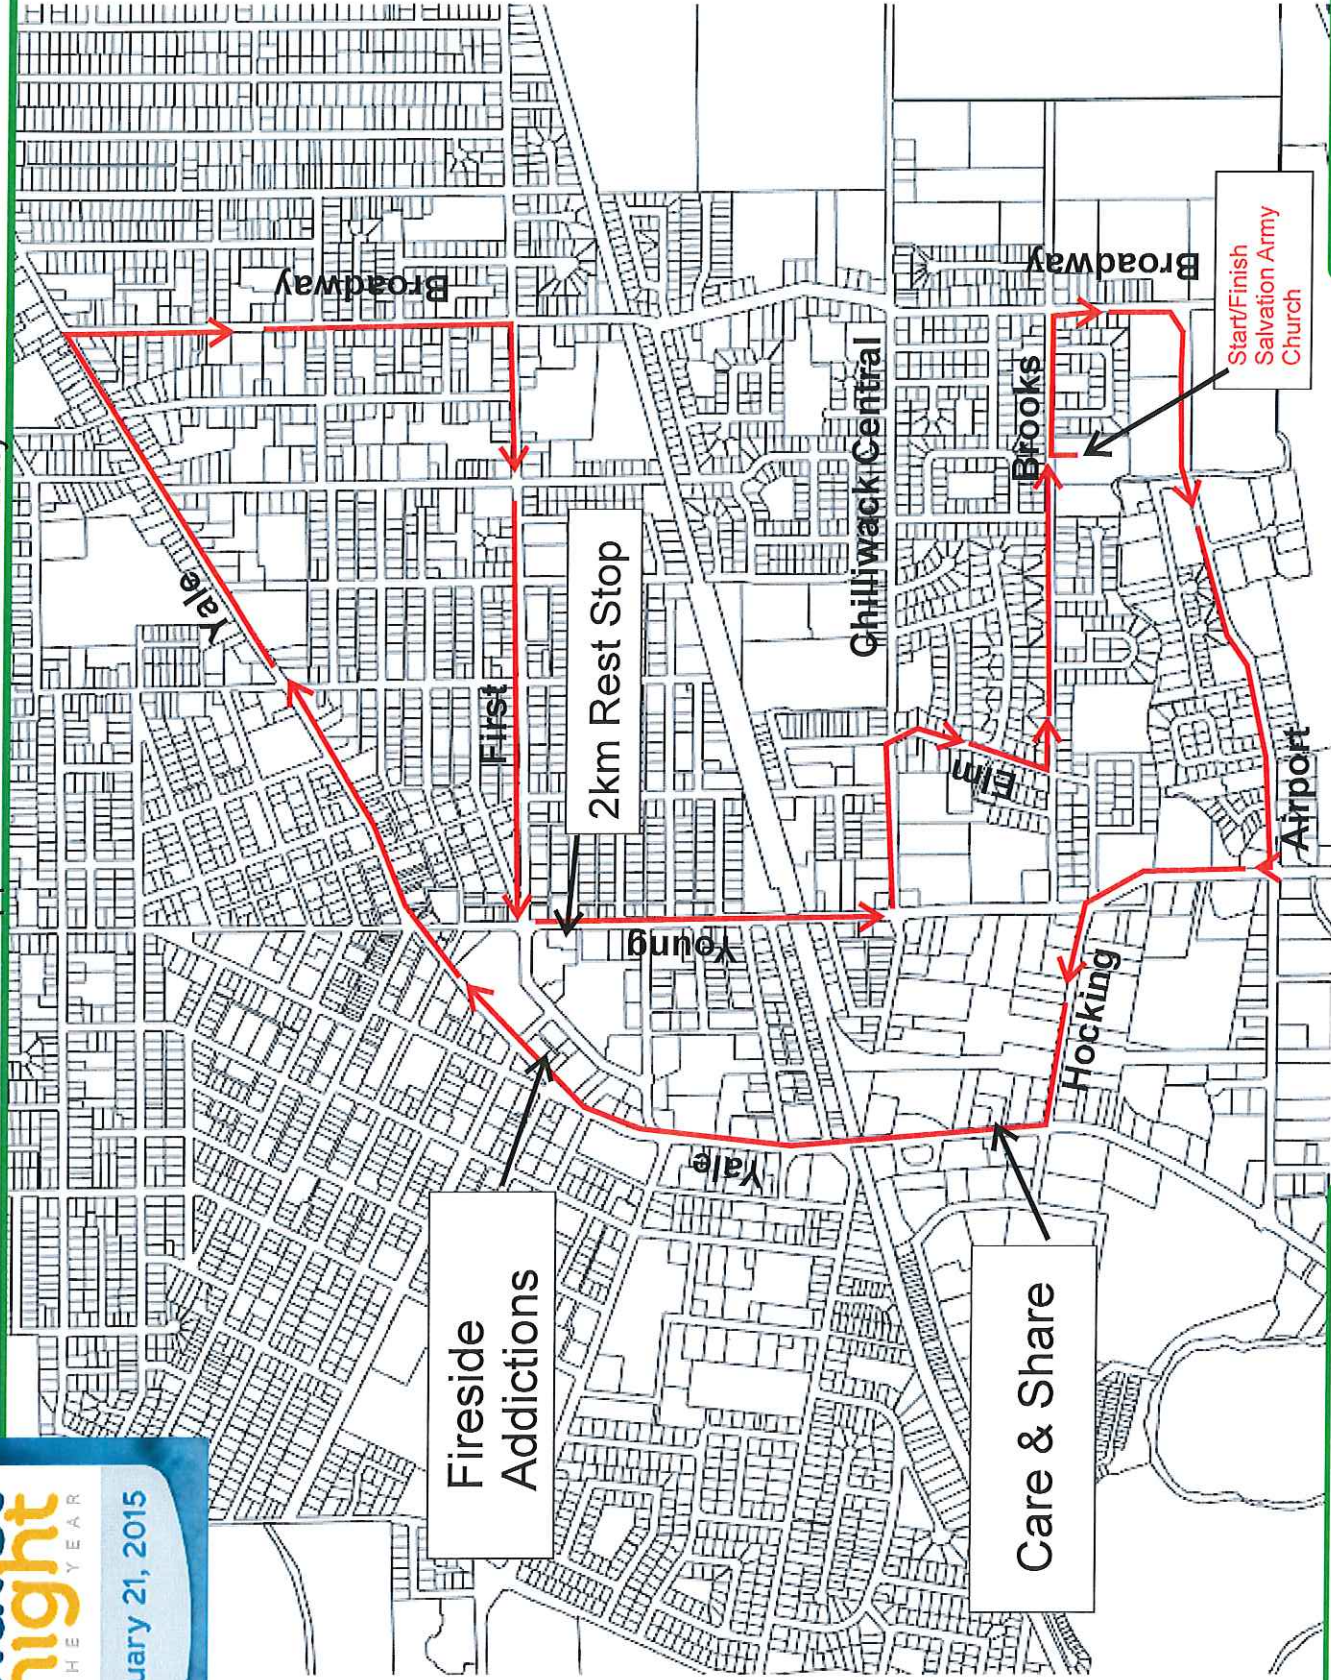 night
HE YEAR
uary 21, 2015
Yale
Broadway
First
2km Rest Stop
Young
Fireside
Addictions
Yale
Chilliwack Central
Elm
Brooks
Broadway
Start/Finish
Salvation Army
Church
Hocking
Airport
Care & Share